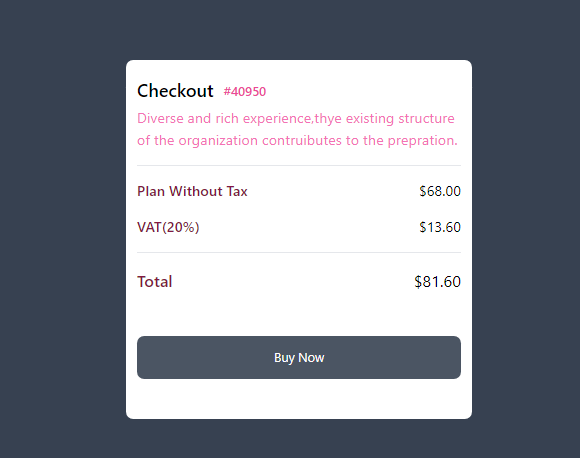 Checkout #40950
Diverse and rich experience,thye existing structure
of the organization contruibutes to the prepration.
Plan Without Tax $68.00
VAT(20%) $13.60
Total $81.60
Buy Now